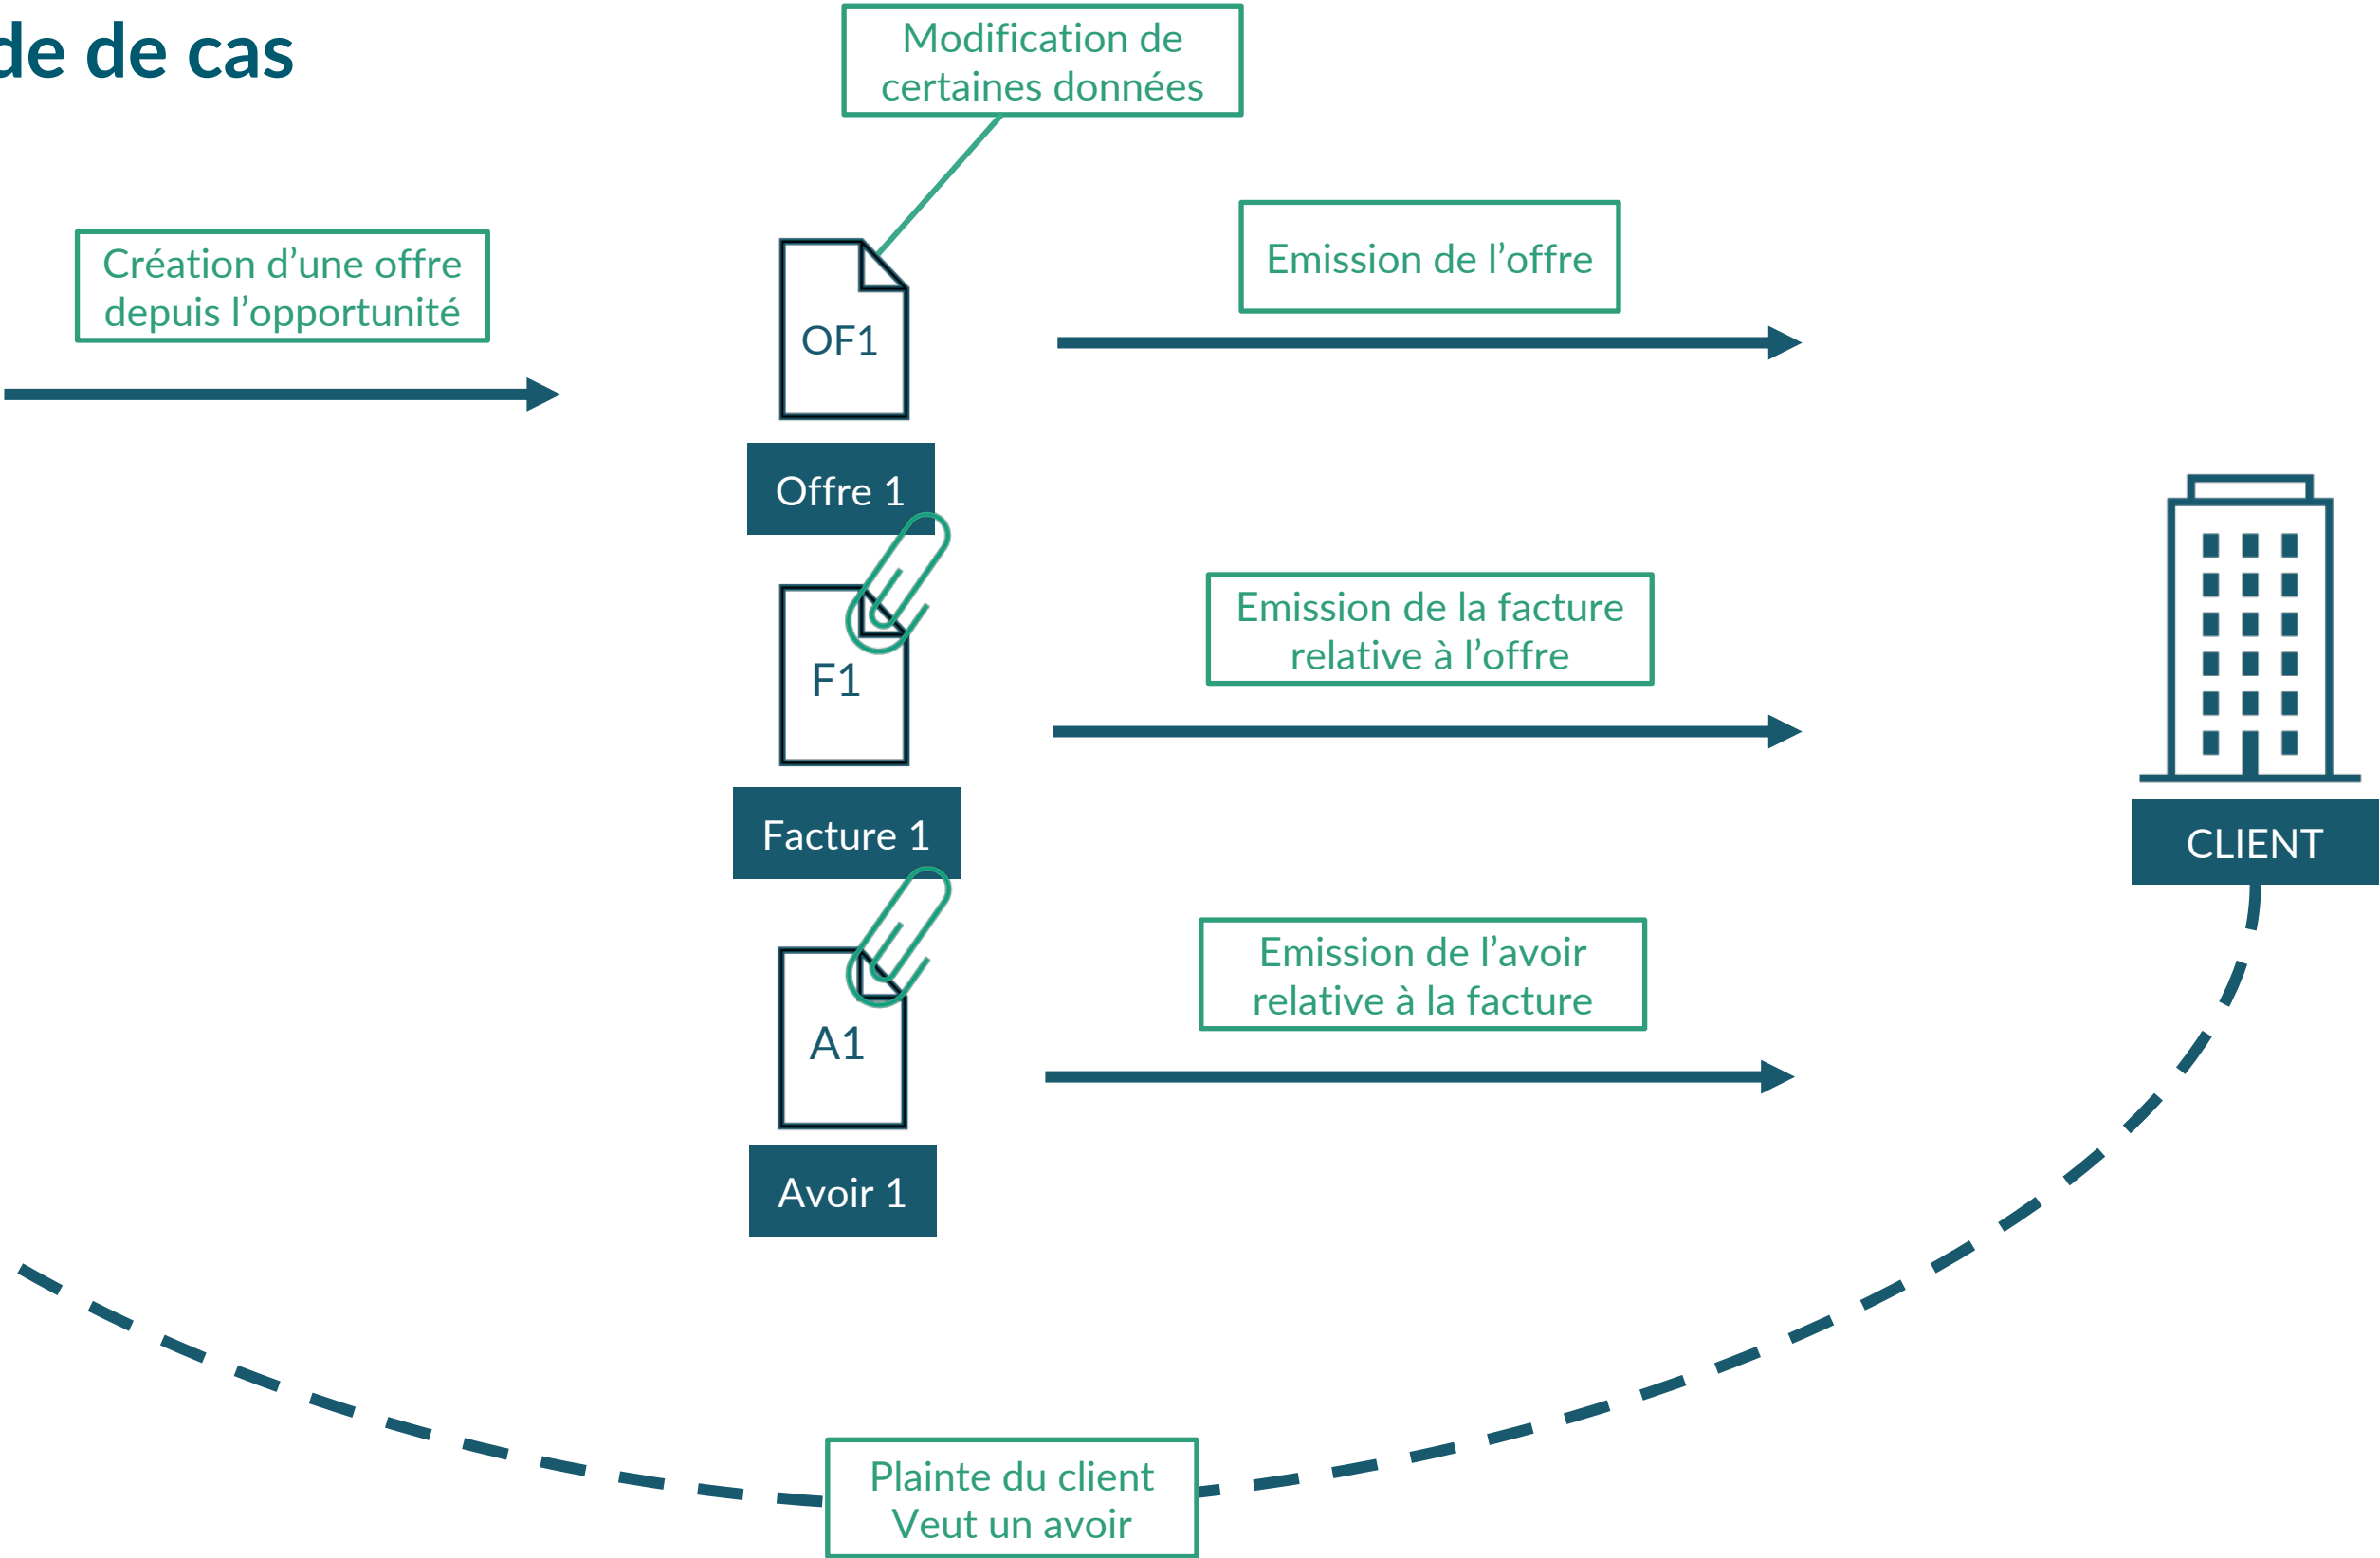 de de cas
Modification de
certaines données
Création d’une offre
depuis l’opportunité
Emission de l’offre
OF1
Offre 1
Emission de la facture
relative à l’offre
F1
Facture 1
CLIENT
Emission de l’avoir
relative à la facture
A1
Avoir 1
Plainte du client
Veut un avoir